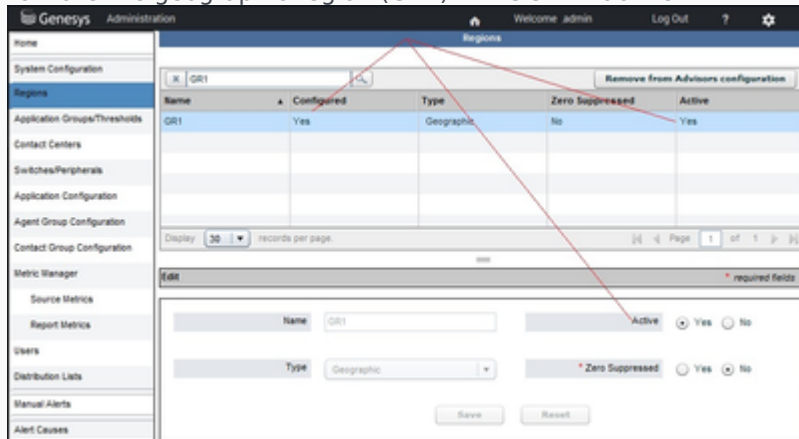 Genesys Administration Welcome admin Log Out ?
Home
System Configuration
Regions
Application Groups/Thresholds
Contact Centers
Switches/Peripherals
Application Configuration
Agent Group Configuration
Contact Group Configuration
Metric Manager
Source Metrics
Report Metrics
Users
Distribution Lists
Manual Alerts
Alert Causes
Regions
x GR1
Remove from Advisors configuration
Name Configured Type Zero Suppressed Active
GR1 Yes Geographic No Yes
Display 30 records per page. Page 1 of 1
Edit * required fields
Name GR1 Active Yes No
Type Geographic * Zero Suppressed Yes No
Save Reset